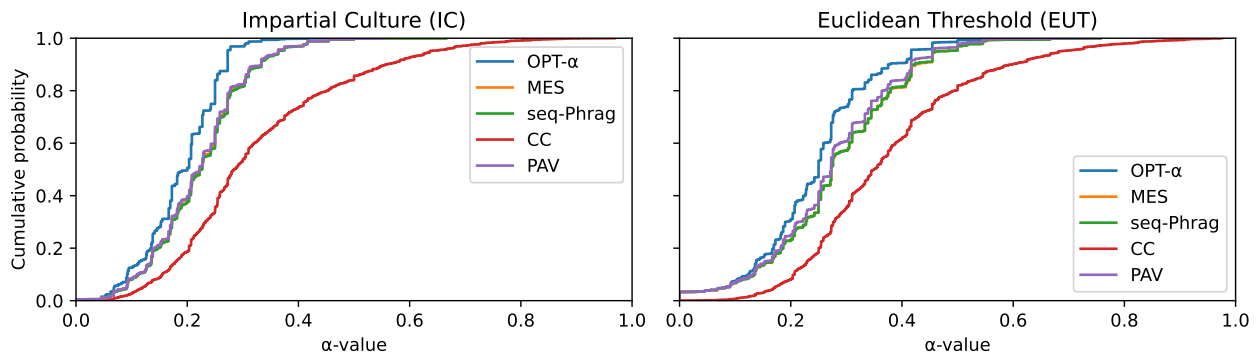 Impartial Culture (IC)
Cumulative probability
1.0
0.8
0.6
0.4
0.2
0.0
OPT-α
MES
seq-Phrag
CC
PAV
0.0 0.2 0.4 0.6 0.8 1.0
α-value
Euclidean Threshold (EUT)
OPT-α
MES
seq-Phrag
CC
PAV
0.0 0.2 0.4 0.6 0.8 1.0
α-value